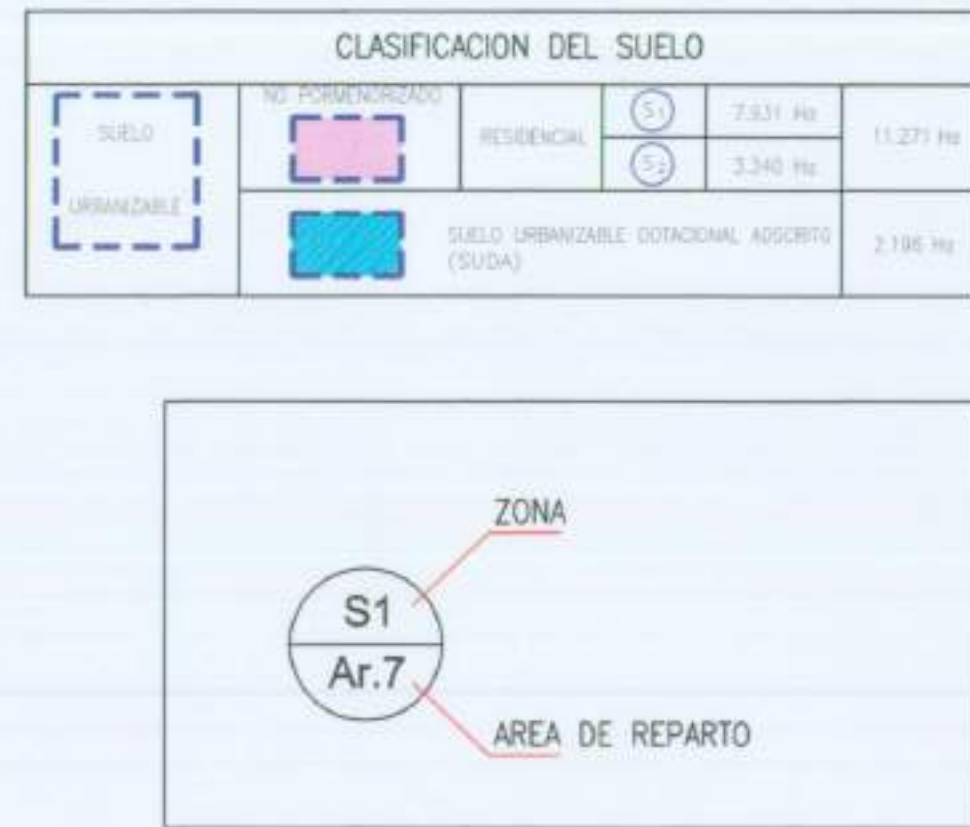 CLASIFICACION DEL SUELO
SUELO
URBANIZABLE
NO PORMENORIZADO
RESIDENCIAL
S1
7.931 Ha
S2
3.340 Ha
11.271 Ha
SUELO URBANIZABLE DOTACIONAL ADSCRITO
(SUDA)
2.196 Ha
ZONA
S1
Ar.7
AREA DE REPARTO